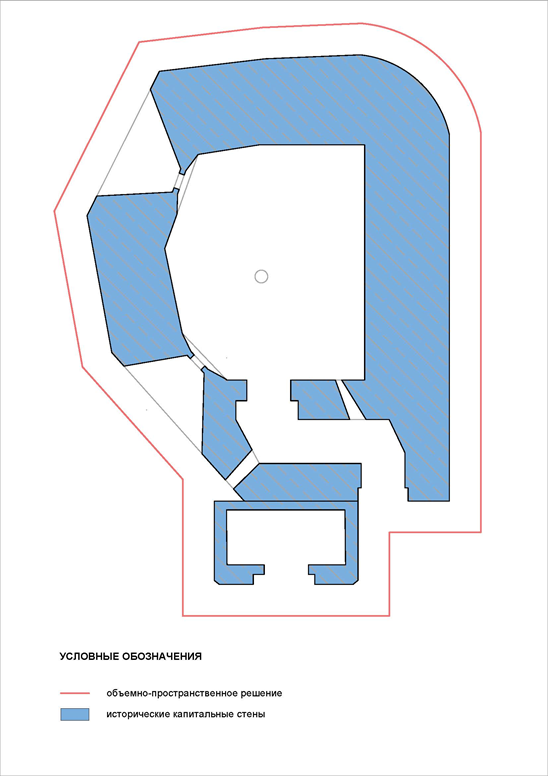 УСЛОВНЫЕ ОБОЗНАЧЕНИЯ
объемно-пространственное решение
исторические капитальные стены